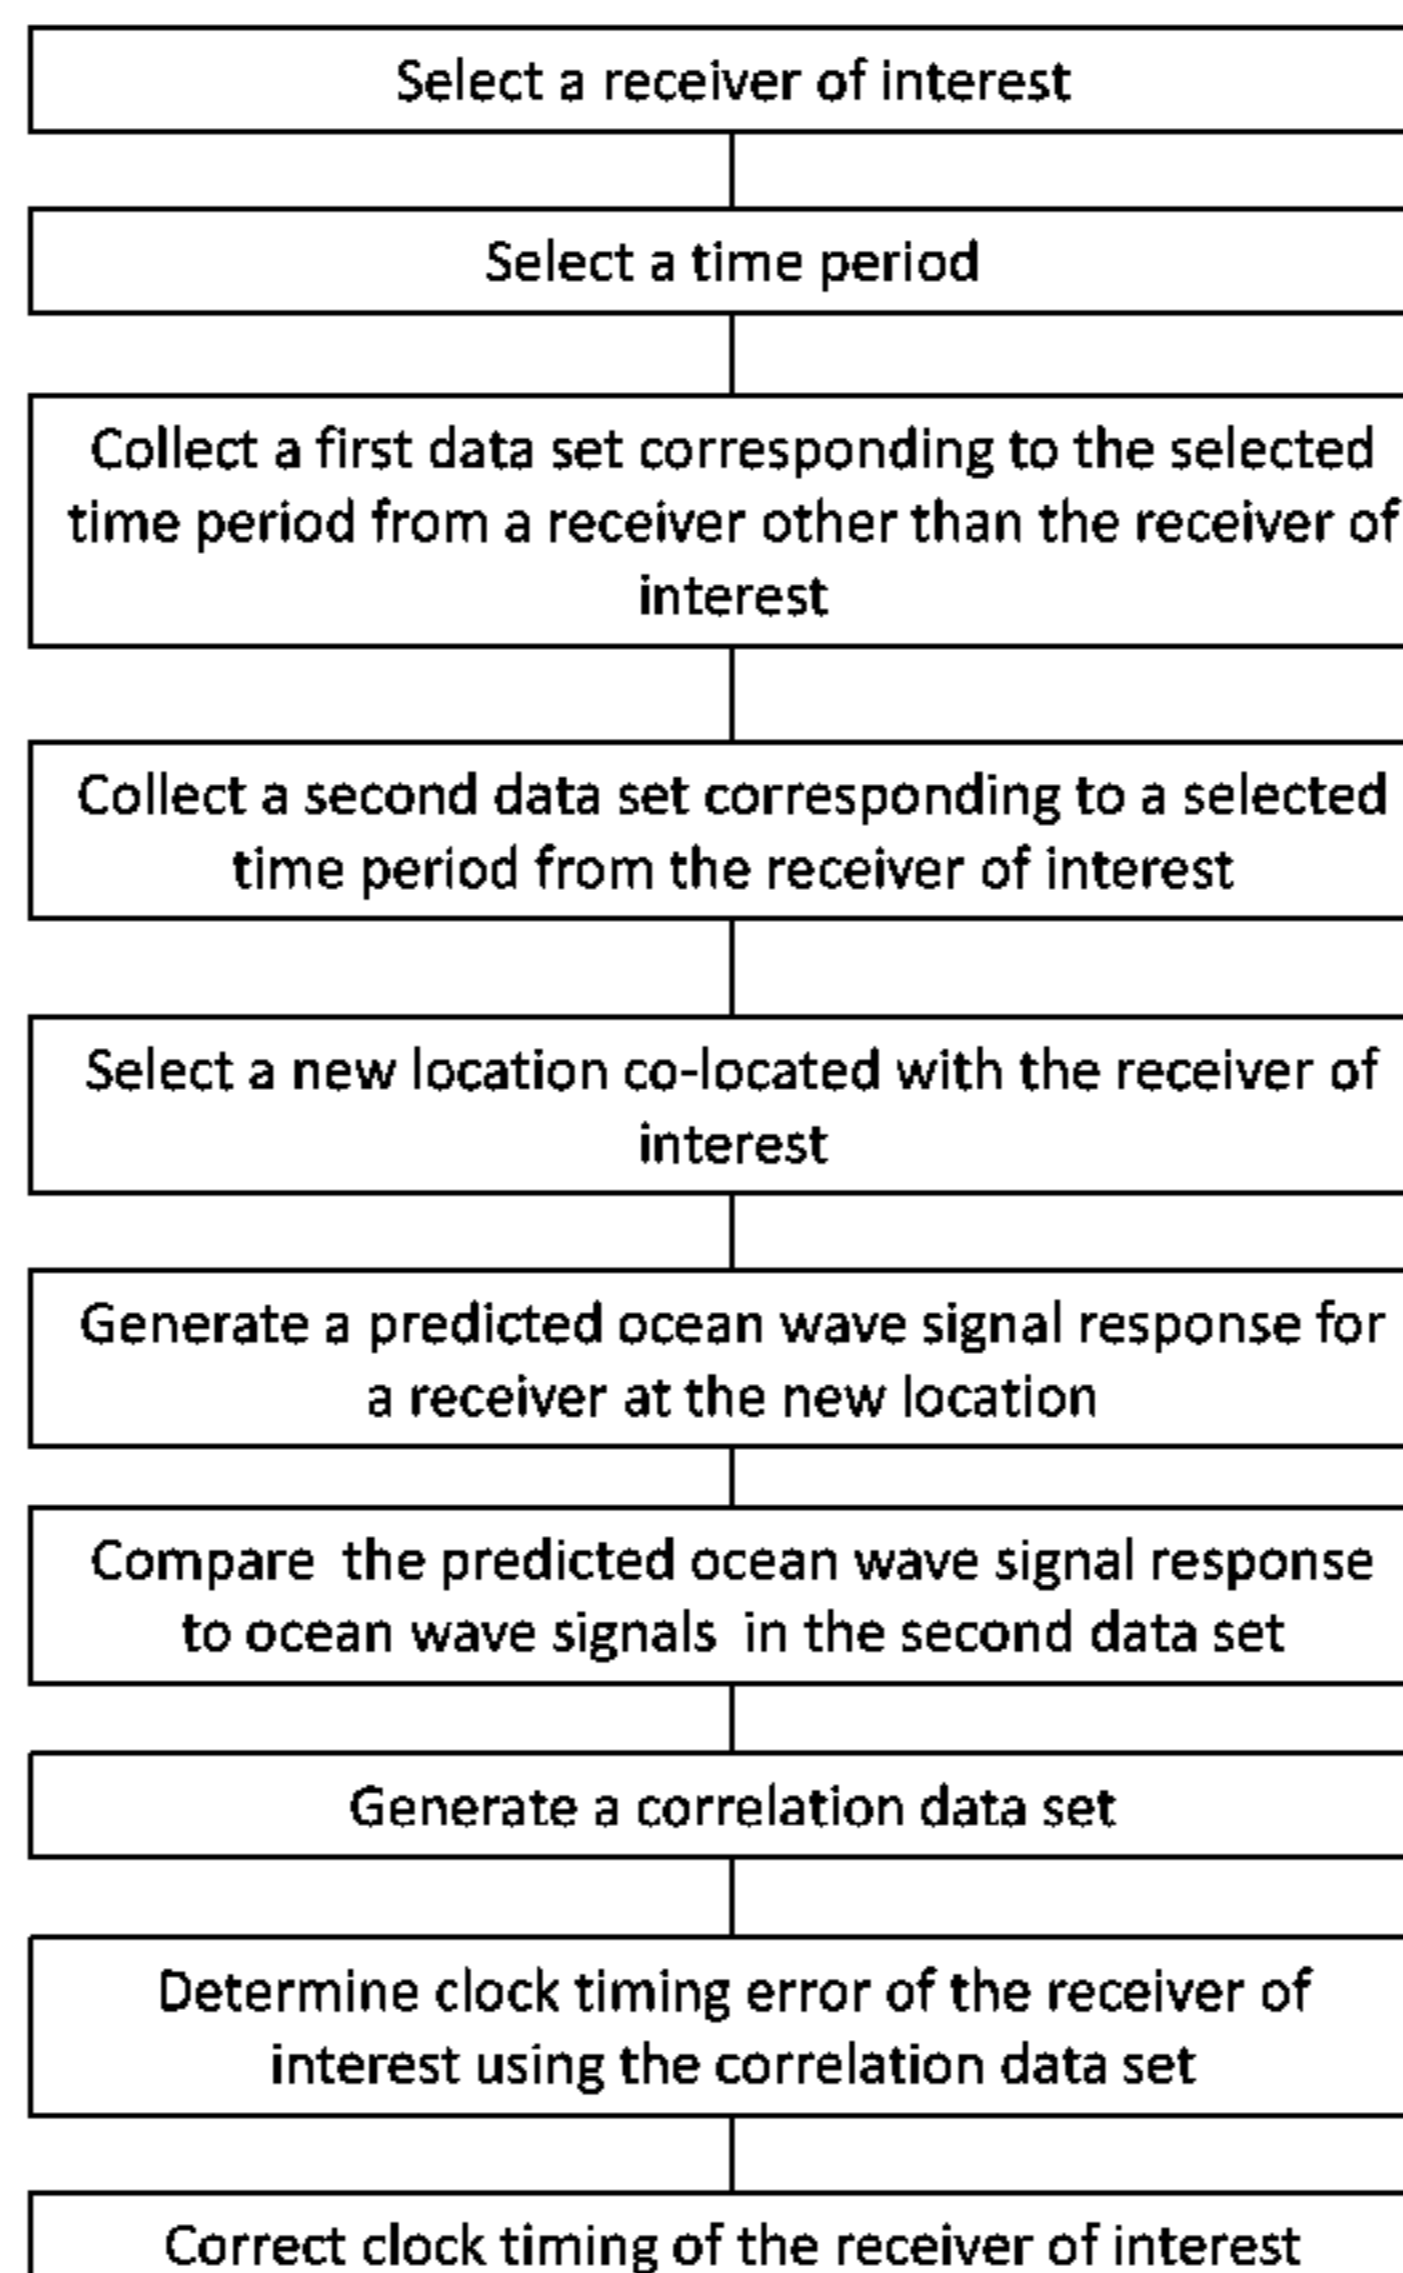 Select a receiver of interest
Select a time period
Collect a first data set corresponding to the selected
time period from a receiver other than the receiver of
interest
Collect a second data set corresponding to a selected
time period from the receiver of interest
Select a new location co-located with the receiver of
interest
Generate a predicted ocean wave signal response for
a receiver at the new location
Compare the predicted ocean wave signal response
to ocean wave signals in the second data set
Generate a correlation data set
Determine clock timing error of the receiver of
interest using the correlation data set
Correct clock timing of the receiver of interest